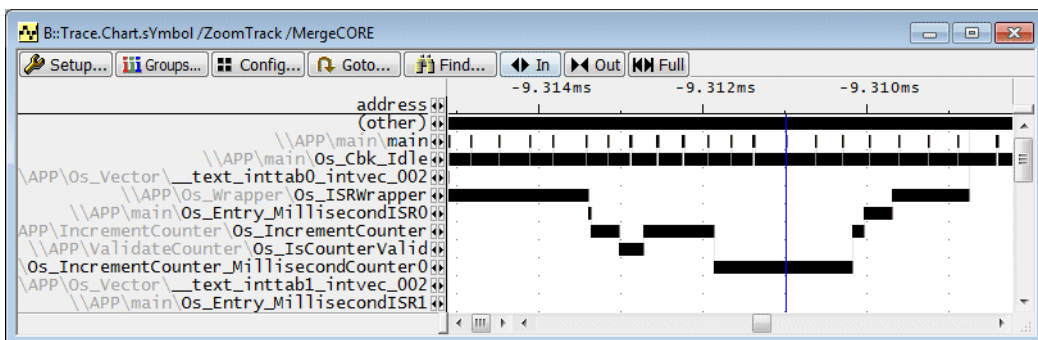 B::Trace.Chart.sYmbol /ZoomTrack /MergeCORE
Setup... Groups... Config... Goto... Find... In Out Full
-9.314ms -9.312ms -9.310ms
address
(other)
\\APP\main\main
\\APP\main\Os_Cbk_Idle
\APP\Os_Vector\__text_inttab0_intvec_002
\\APP\Os_Wrapper\Os_ISRWrapper
\\APP\main\Os_Entry_MillisecondISR0
APP\IncrementCounter\Os_IncrementCounter
\\APP\ValidateCounter\Os_IsCounterValid
\Os_IncrementCounter_MillisecondCounter0
\APP\Os_Vector\__text_inttab1_intvec_002
\\APP\main\Os_Entry_MillisecondISR1